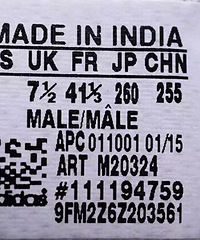 MADE IN INDIA
S UK FR JP CHN
7½ 41⅓ 260 255
MALE/MÂLE
APC 011001 01/15
ART M20324
#111194759
adidas 9FM2Z6Z203561